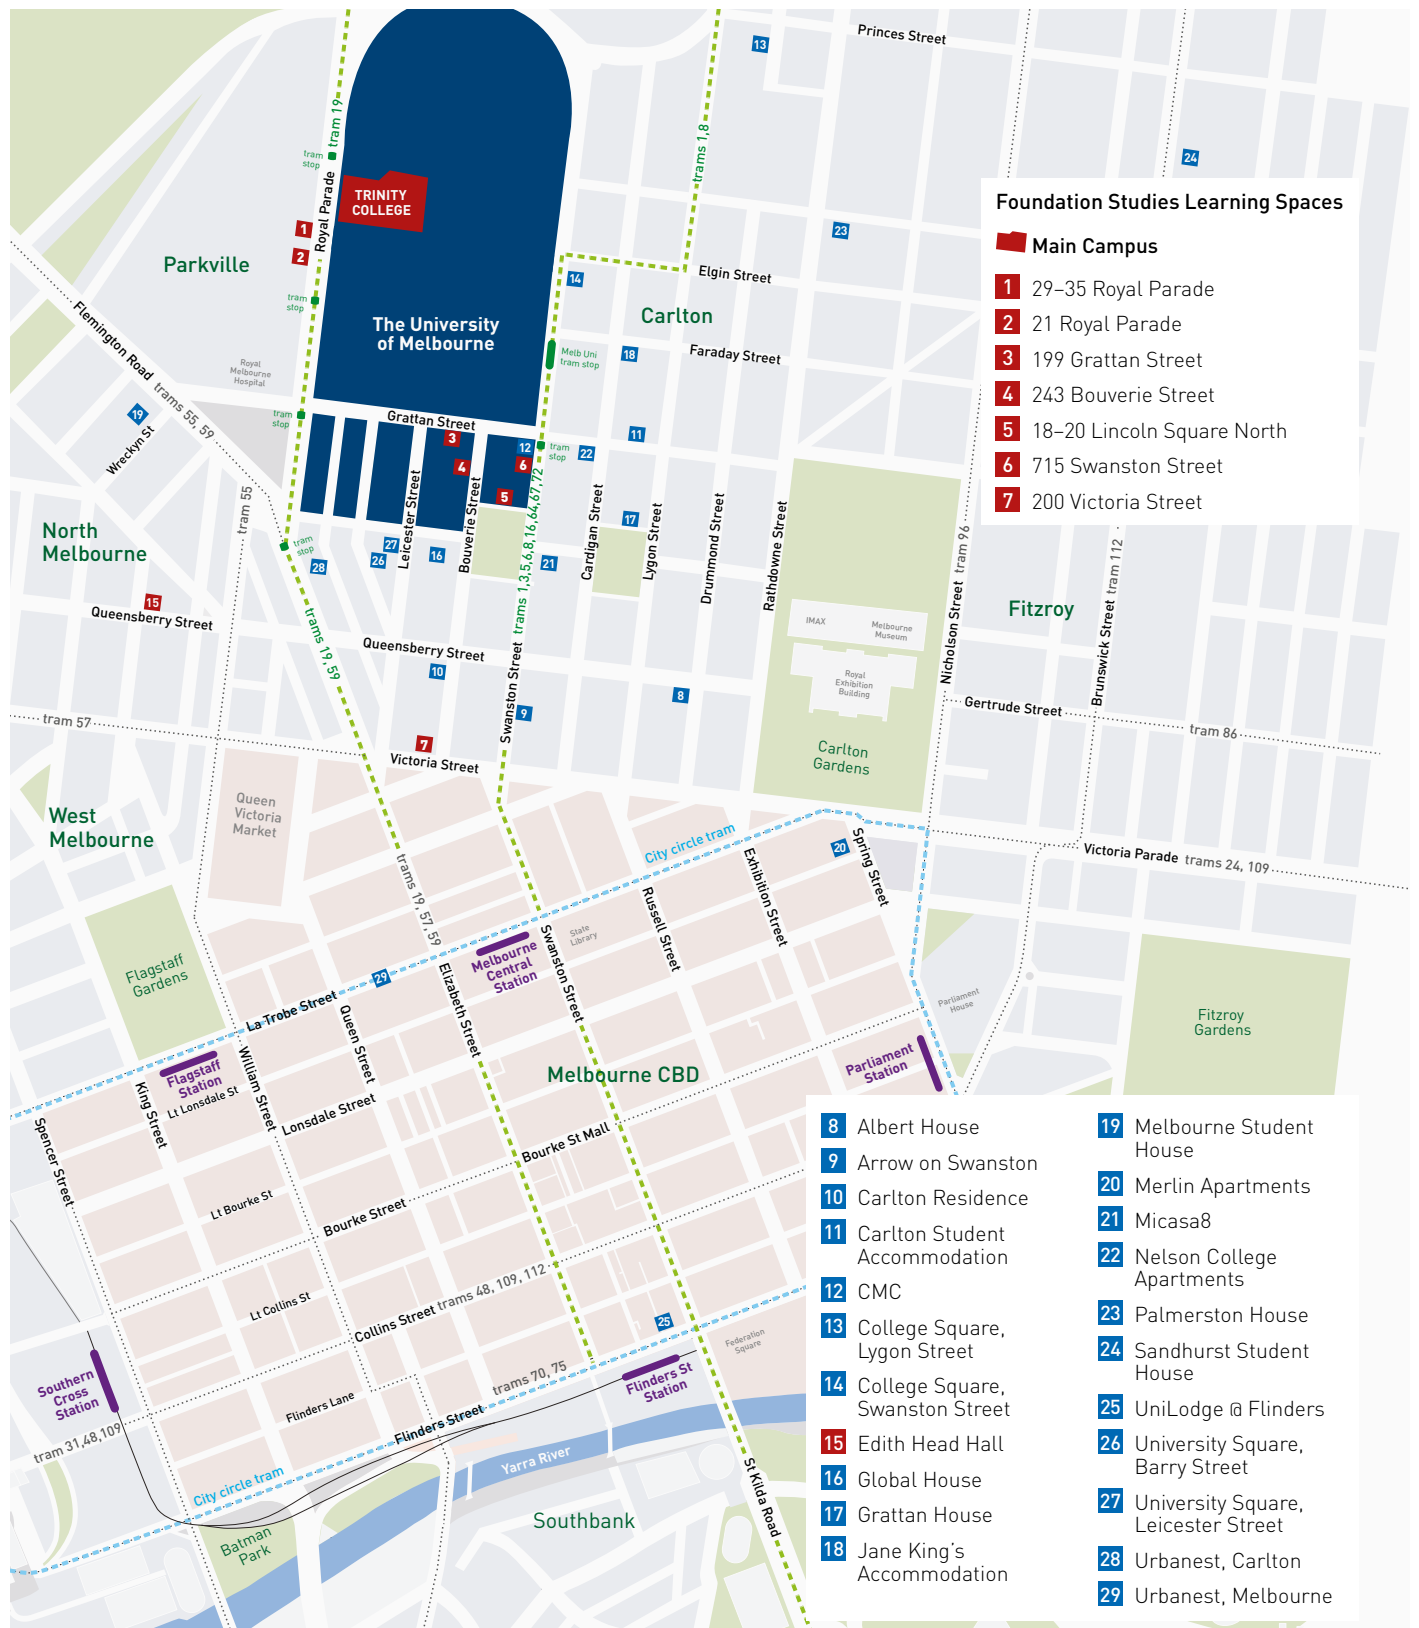 Princes Street
13
tram 19
trams 1,8
tram
stop
24
TRINITY
COLLEGE
Royal Parade
1
2
23
Parkville
Elgin Street
14
tram
stop
Carlton
The University
of Melbourne
Flemington Road
Melb Uni
tram stop
18
Faraday Street
Royal
Melbourne
Hospital
trams 55, 59
19
Wreckyn St
tram
stop
Grattan Street
3
12
tram
stop
11
22
4
6
5
Leicester Street
Bouverie Street
trams 1,3,5,6,8,16,64,67,72
Cardigan Street
Lygon Street
Drummond Street
Rathdowne Street
17
tram 55
North
Melbourne
tram
stop
27
26
16
21
28
tram 96
tram 112
Nicholson Street
Brunswick Street
Fitzroy
15
Queensberry Street
trams 19, 59
Queensberry Street
IMAX
Melbourne
Museum
Royal
Exhibition
Building
10
8
Swanston Street
9
Gertrude Street
tram 57
tram 86
7
Victoria Street
Carlton
Gardens
Queen
Victoria
Market
West
Melbourne
City circle tram
20
Spring Street
Victoria Parade trams 24, 109
trams 19, 57, 59
Exhibition Street
Russell Street
State
Library
Swanston Street
Melbourne
Central
Station
Flagstaff
Gardens
29
La Trobe Street
Elizabeth Street
Queen Street
Parliament
House
Fitzroy
Gardens
Parliament
Station
Flagstaff
Station
William Street
King Street
Lt Lonsdale St
Lonsdale Street
Melbourne CBD
Spencer Street
Bourke St Mall
Lt Bourke St
Bourke Street
Lt Collins St
Collins Street trams 48, 109, 112
25
Federation
Square
Southern
Cross
Station
Flinders Lane
trams 70, 75
Flinders St
Station
tram 31,48,109
Flinders Street
Yarra River
St Kilda Road
City circle tram
Batman
Park
Southbank
Foundation Studies Learning Spaces
Main Campus
1 29–35 Royal Parade
2 21 Royal Parade
3 199 Grattan Street
4 243 Bouverie Street
5 18–20 Lincoln Square North
6 715 Swanston Street
7 200 Victoria Street
8 Albert House
9 Arrow on Swanston
10 Carlton Residence
11 Carlton Student
Accommodation
12 CMC
13 College Square,
Lygon Street
14 College Square,
Swanston Street
15 Edith Head Hall
16 Global House
17 Grattan House
18 Jane King's
Accommodation
19 Melbourne Student
House
20 Merlin Apartments
21 Micasa8
22 Nelson College
Apartments
23 Palmerston House
24 Sandhurst Student
House
25 UniLodge @ Flinders
26 University Square,
Barry Street
27 University Square,
Leicester Street
28 Urbanest, Carlton
29 Urbanest, Melbourne